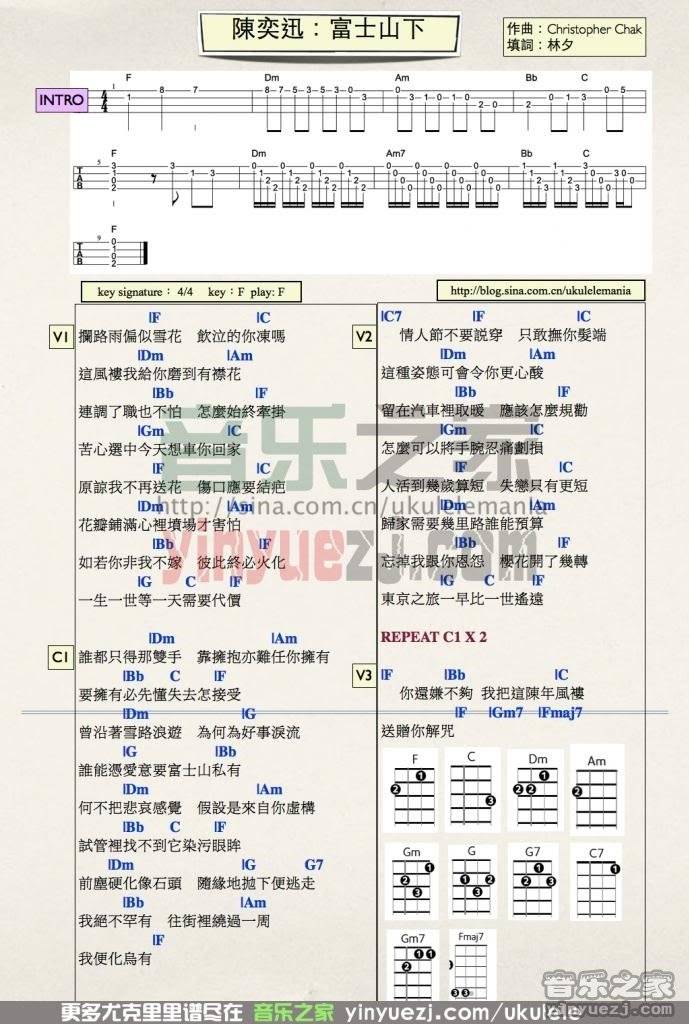 陳奕迅：富士山下
作曲：Christopher Chak
填詞：林夕
INTRO
F Dm Am Bb C
F Dm Am7 Bb C
F
key signature： 4/4 key：F play: F
http://blog.sina.com.cn/ukulelemania
V1
|F |C
攔路雨偏似雪花 飲泣的你凍嗎
|Dm |Am
這風褸我給你磨到有襟花
|Bb |F
連調了職也不怕 怎麼始終牽掛
|Gm |C
苦心選中今天想車你回家
|F |C
原諒我不再送花 傷口應要結疤
|Dm |Am
花瓣鋪滿心裡墳場才害怕
|Bb |F
如若你非我不嫁 彼此終必火化
|G C |F
一生一世等一天需要代價
C1
|Dm |Am
誰都只得那雙手 靠擁抱亦難任你擁有
|Bb C |F
要擁有必先懂失去怎接受
|Dm |G
曾沿著雪路浪遊 為何為好事淚流
|G |Bb
誰能憑愛意要富士山私有
|Dm |Am
何不把悲哀感覺 假設是來自你虛構
|Bb C |F
試管裡找不到它染污眼眸
|Dm |G G7
前塵硬化像石頭 隨緣地拋下便逃走
|Am |Bb
我絕不罕有 往街裡繞過一周
|F
我便化烏有
V2
|C7 |F |C
情人節不要説穿 只敢撫你髮端
|Dm |Am
這種姿態可會令你更心酸
|Bb |F
留在汽車裡取暖 應該怎麼規勸
|Gm |C
怎麼可以將手腕忍痛劃損
|F |C
人活到幾歲算短 失戀只有更短
|Dm |Am
歸家需要幾里路誰能預算
|Bb |F
忘掉我跟你恩怨 櫻花開了幾轉
|G C |F
東京之旅一早比一世遙遠
REPEAT C1 X 2
V3
|F |Bb |C
你還嫌不夠 我把這陳年風褸
|F |Gm7 |Fmaj7
送贈你解咒
F C Dm Am
Gm G G7 C7
Gm7 Fmaj7
音乐之家
http://sina.com.cn/ukulelemania
yinyuezj.com
音乐之家
yinyuezj.com
更多尤克里里谱尽在 音乐之家 yinyuezj.com/ukulele